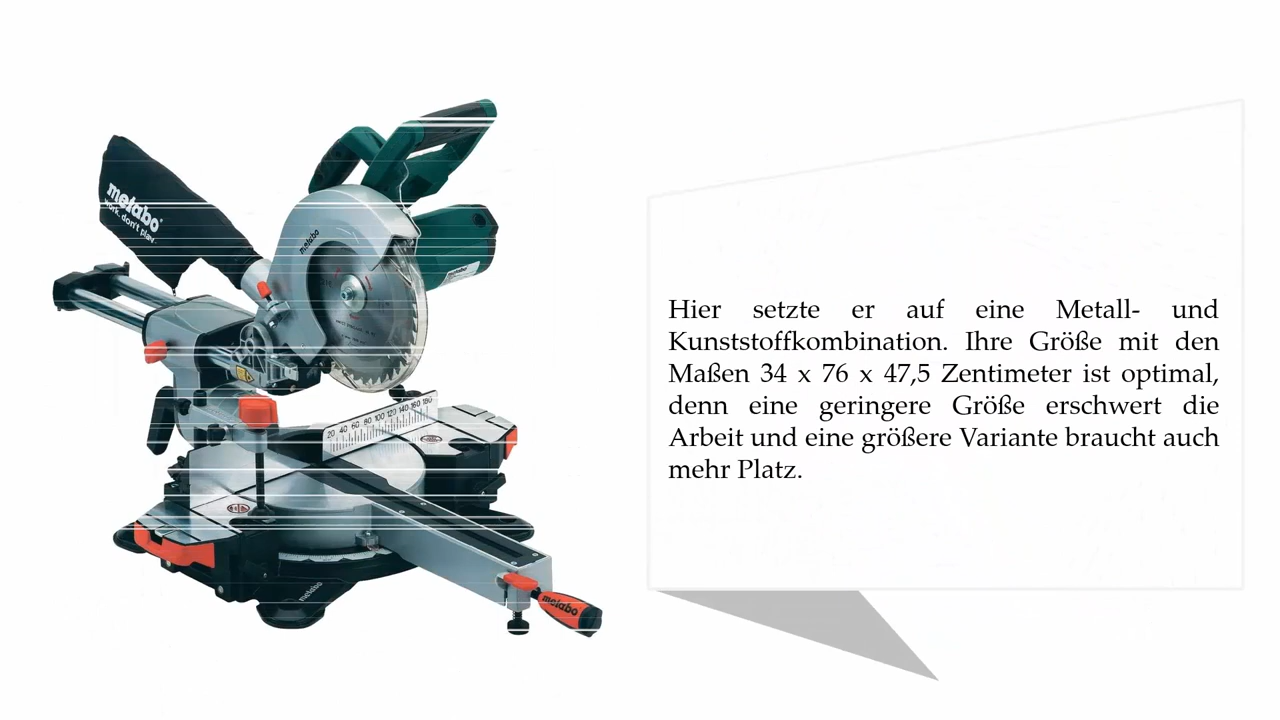 metabo
work. don't play.
metabo
metabo
20 40 60 80 100 120 140 160 180
metabo
metabo
Hier setzte er auf eine Metall- und
Kunststoffkombination. Ihre Größe mit den
Maßen 34 x 76 x 47,5 Zentimeter ist optimal,
denn eine geringere Größe erschwert die
Arbeit und eine größere Variante braucht auch
mehr Platz.